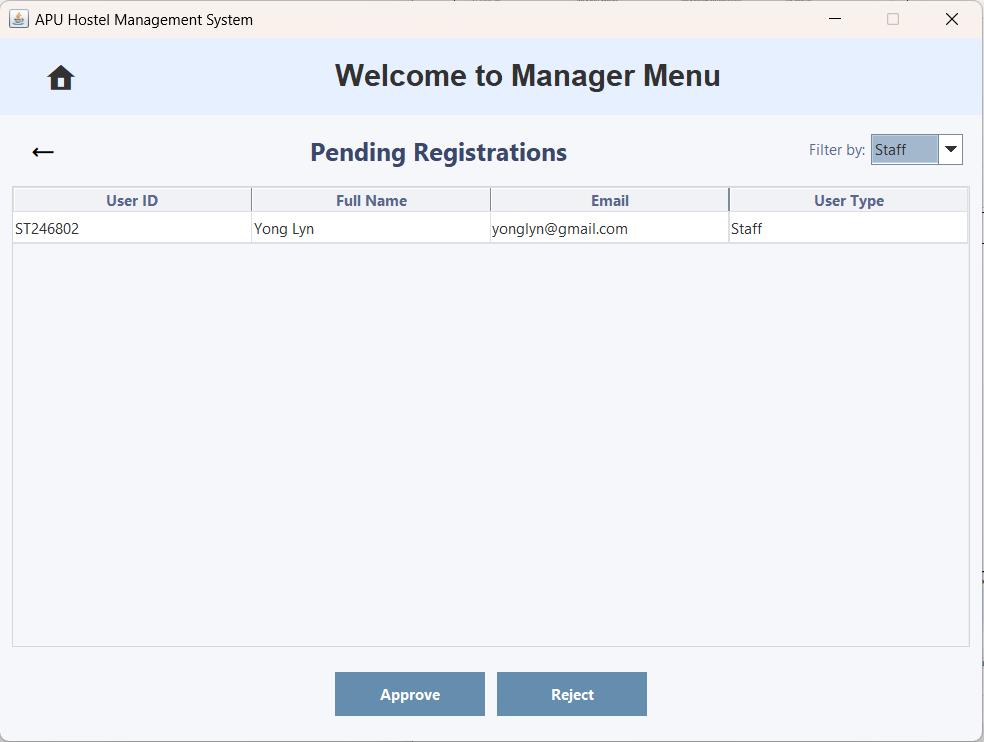 APU Hostel Management System
Welcome to Manager Menu
Pending Registrations
Filter by: Staff
User ID Full Name Email User Type
ST246802 Yong Lyn yonglyn@gmail.com Staff
Approve Reject